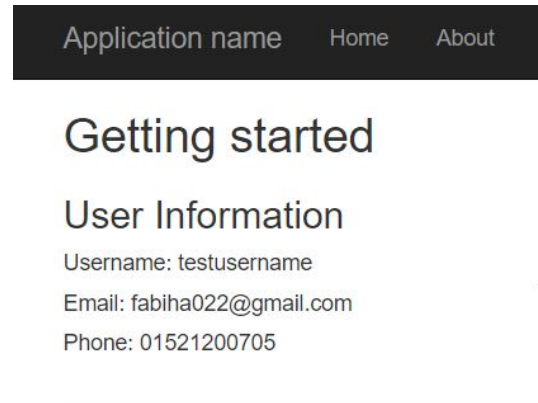 Application name Home About
Getting started
User Information
Username: testusername
Email: fabiha022@gmail.com
Phone: 01521200705